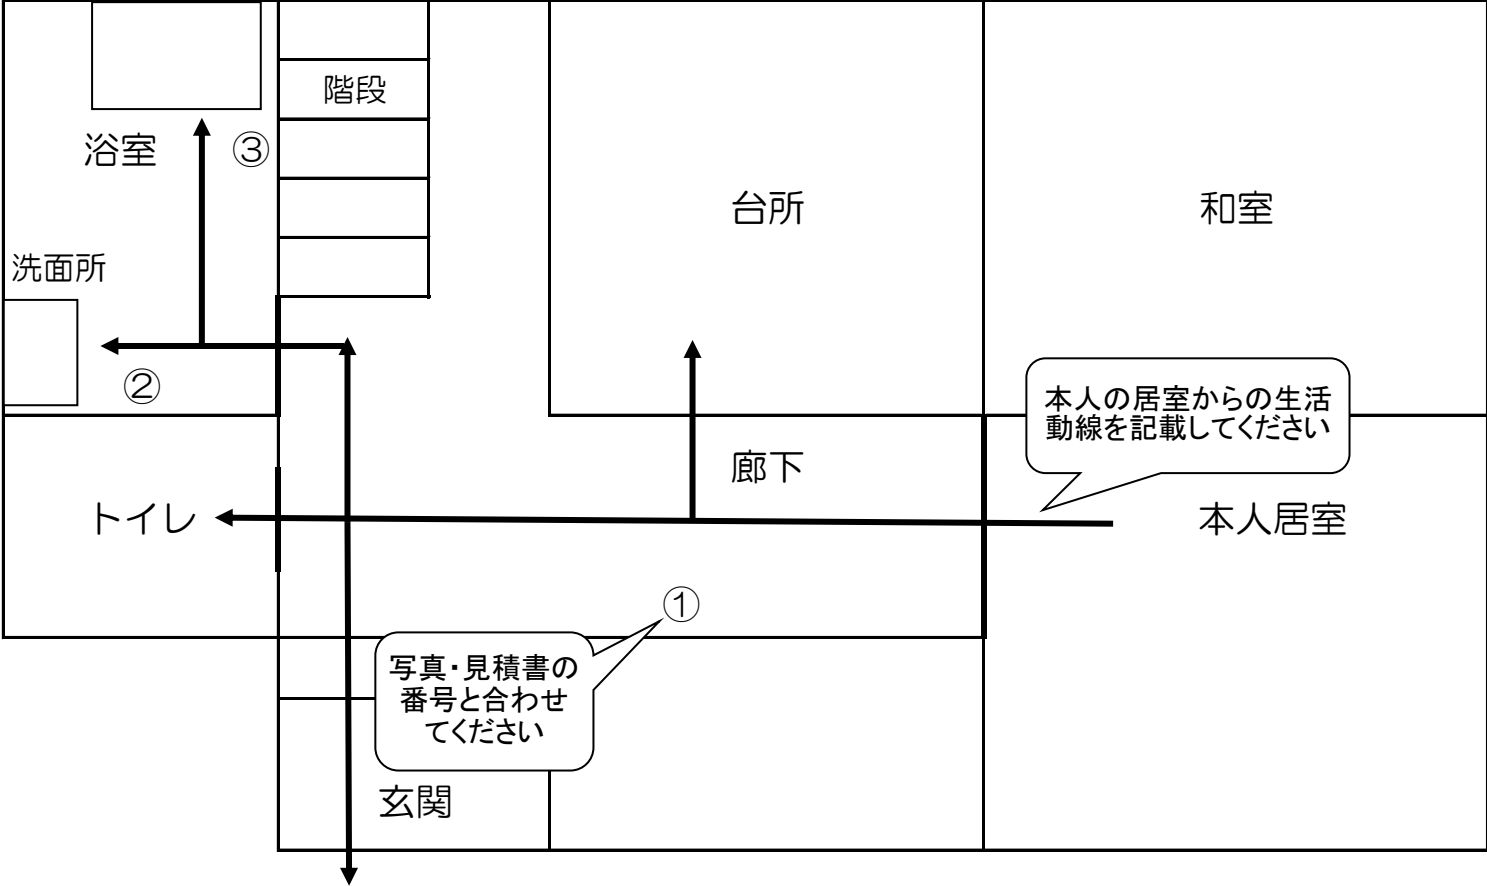 階段
浴室
③
台所
和室
洗面所
②
本人の居室からの生活
動線を記載してください
廊下
トイレ
本人居室
①
写真・見積書の
番号と合わせ
てください
玄関